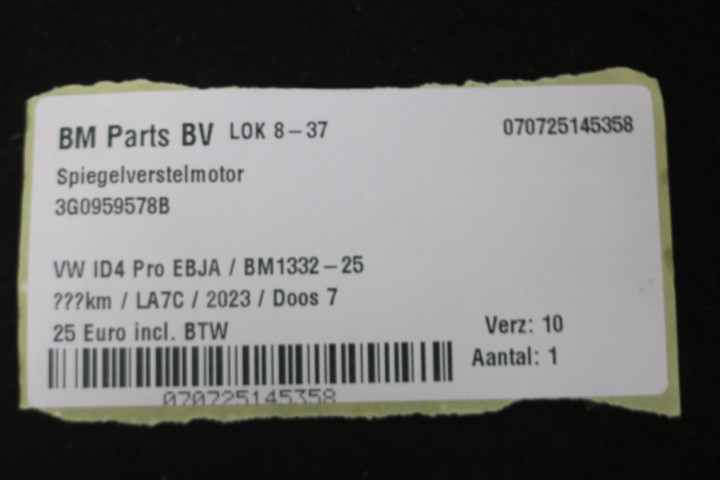 BM Parts BV LOK 8-37 070725145358
Spiegelverstelmotor
3G0959578B
VW ID4 Pro EBJA / BM1332-25
???km / LA7C / 2023 / Doos 7
25 Euro incl. BTW
Verz: 10
Aantal: 1
070725145358